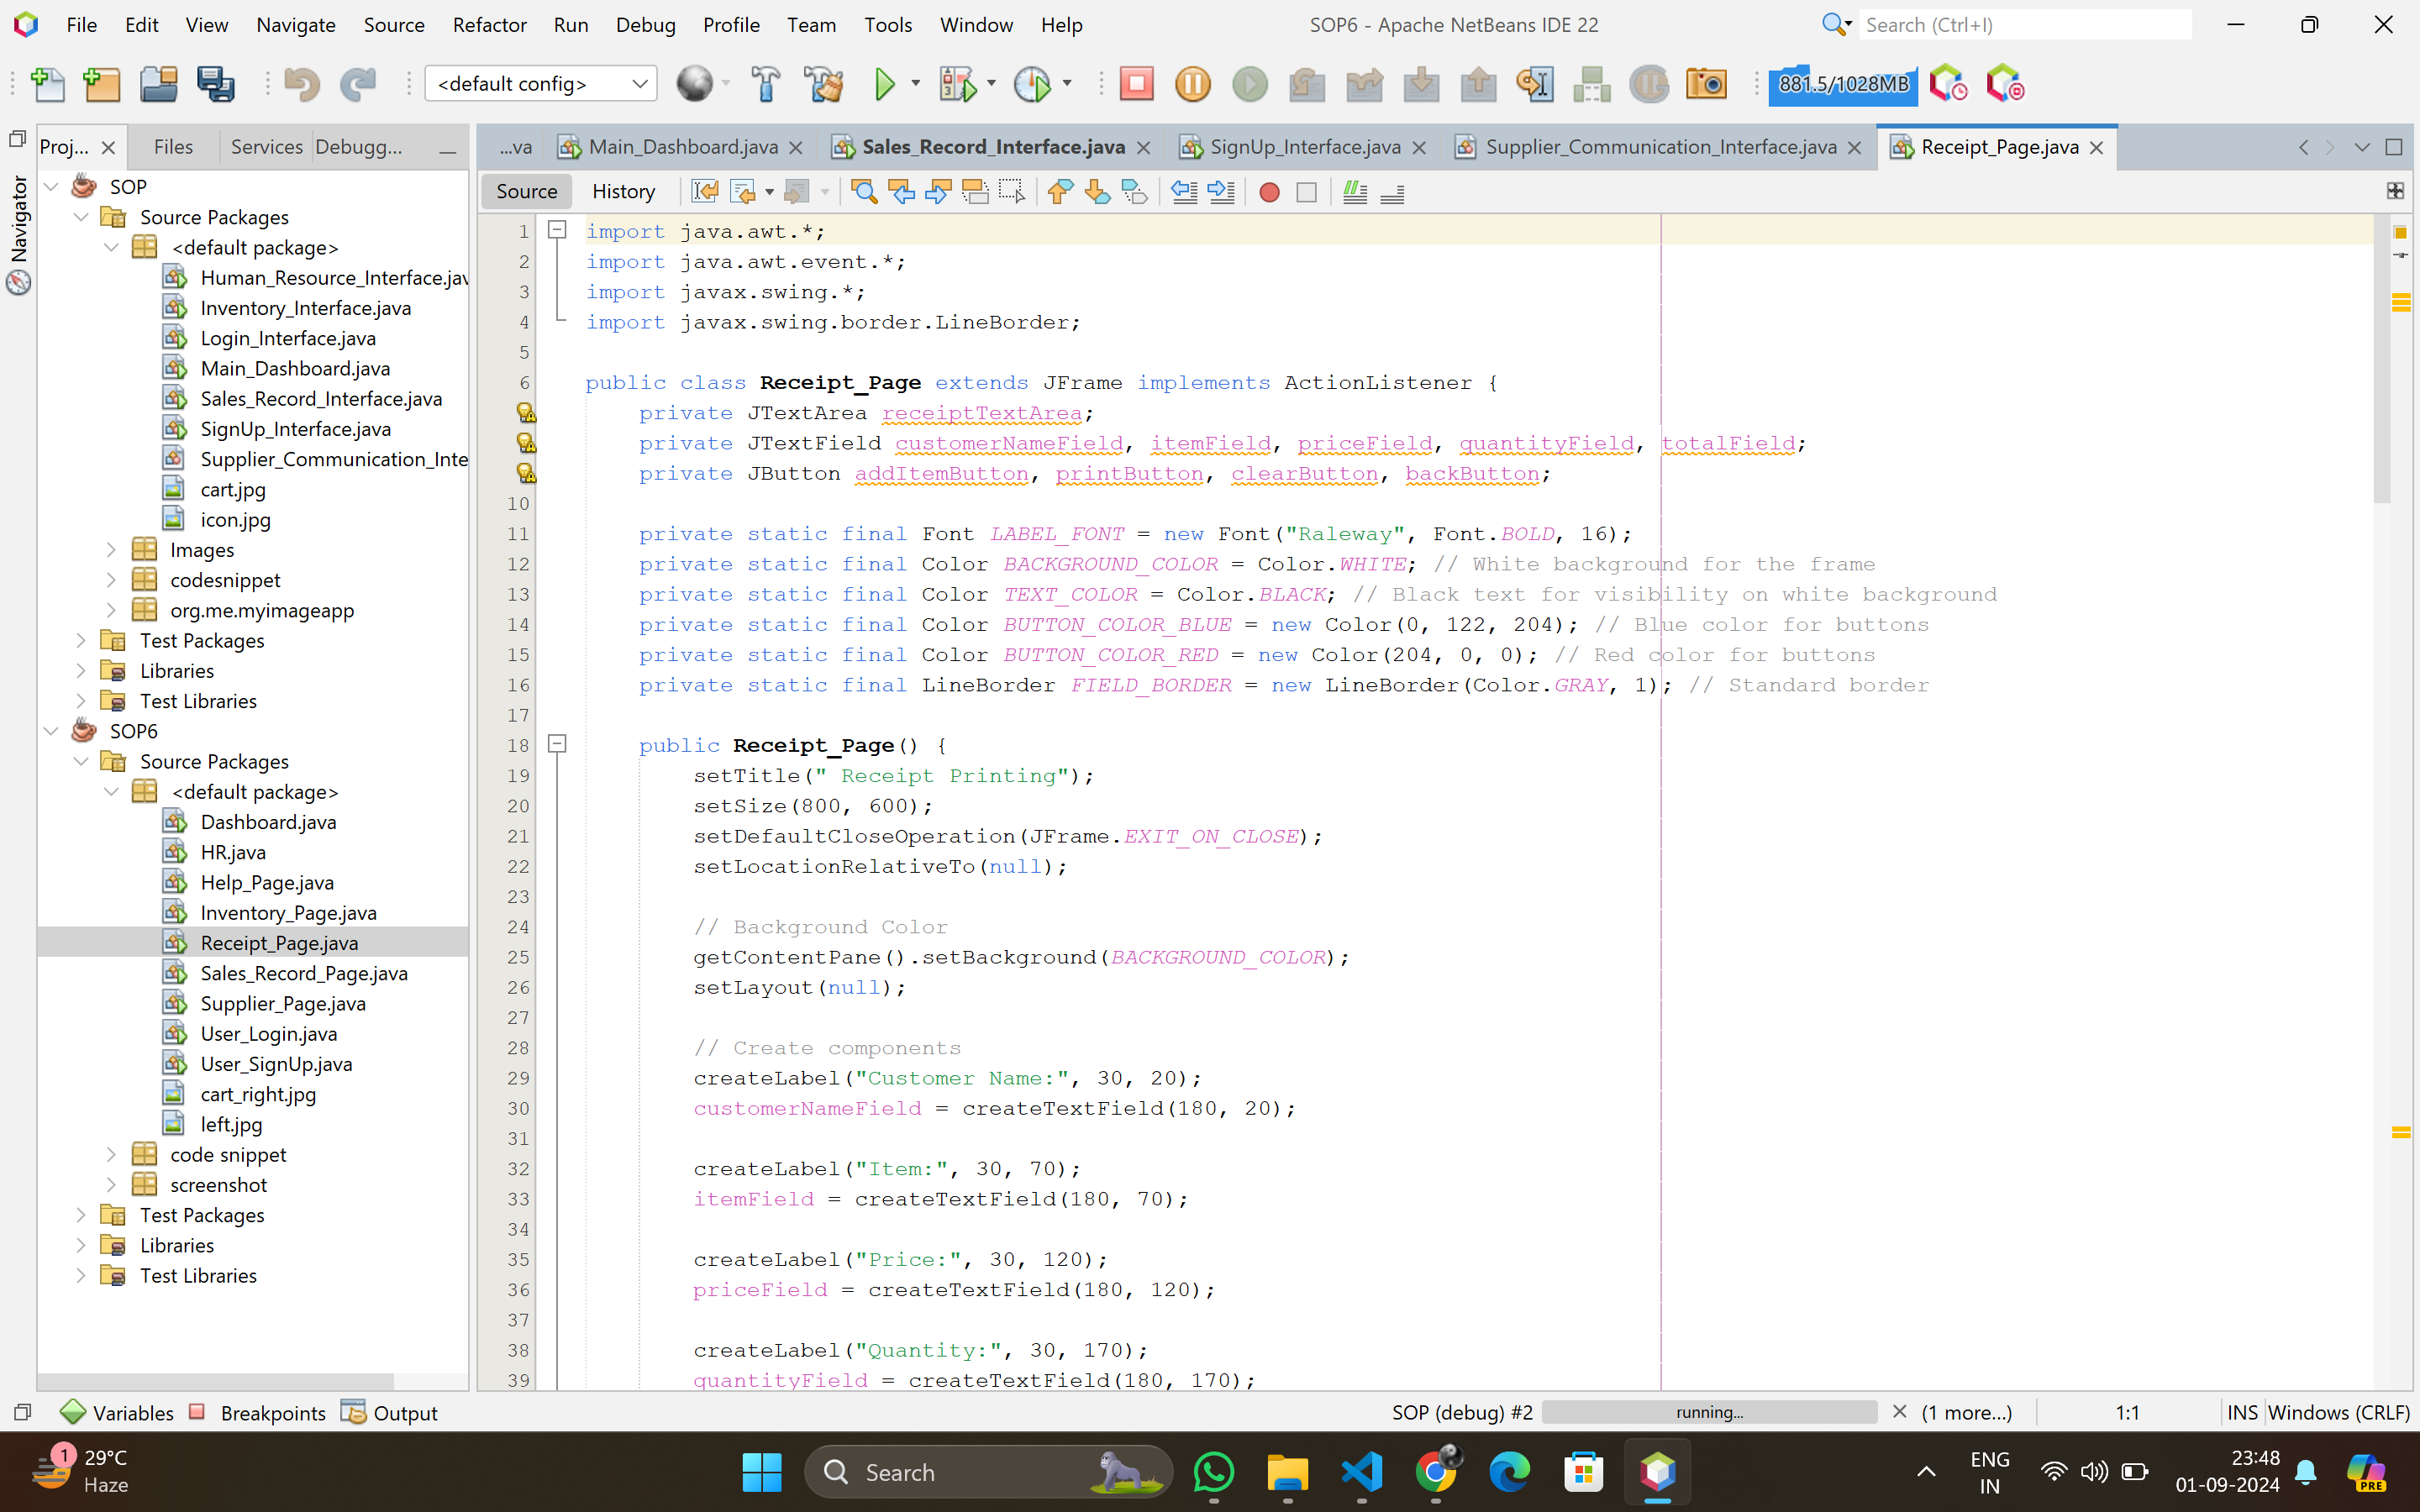 File Edit View Navigate Source Refactor Run Debug Profile Team Tools Window Help SOP6 - Apache NetBeans IDE 22 Search (Ctrl+I)
<default config> 881.5/1028MB
Proj... Files Services Debugg... ...va Main_Dashboard.java Sales_Record_Interface.java SignUp_Interface.java Supplier_Communication_Interface.java Receipt_Page.java
Source History
Navigator
SOP
Source Packages
<default package>
Human_Resource_Interface.jav
Inventory_Interface.java
Login_Interface.java
Main_Dashboard.java
Sales_Record_Interface.java
SignUp_Interface.java
Supplier_Communication_Inte
cart.jpg
icon.jpg
Images
codesnippet
org.me.myimageapp
Test Packages
Libraries
Test Libraries
SOP6
Source Packages
<default package>
Dashboard.java
HR.java
Help_Page.java
Inventory_Page.java
Receipt_Page.java
Sales_Record_Page.java
Supplier_Page.java
User_Login.java
User_SignUp.java
cart_right.jpg
left.jpg
code snippet
screenshot
Test Packages
Libraries
Test Libraries
1 import java.awt.*;
2 import java.awt.event.*;
3 import javax.swing.*;
4 import javax.swing.border.LineBorder;
5
6 public class Receipt_Page extends JFrame implements ActionListener {
private JTextArea receiptTextArea;
private JTextField customerNameField, itemField, priceField, quantityField, totalField;
private JButton addItemButton, printButton, clearButton, backButton;
10
11 private static final Font LABEL_FONT = new Font("Raleway", Font.BOLD, 16);
12 private static final Color BACKGROUND_COLOR = Color.WHITE; // White background for the frame
13 private static final Color TEXT_COLOR = Color.BLACK; // Black text for visibility on white background
14 private static final Color BUTTON_COLOR_BLUE = new Color(0, 122, 204); // Blue color for buttons
15 private static final Color BUTTON_COLOR_RED = new Color(204, 0, 0); // Red color for buttons
16 private static final LineBorder FIELD_BORDER = new LineBorder(Color.GRAY, 1); // Standard border
17
18 public Receipt_Page() {
19 setTitle(" Receipt Printing");
20 setSize(800, 600);
21 setDefaultCloseOperation(JFrame.EXIT_ON_CLOSE);
22 setLocationRelativeTo(null);
23
24 // Background Color
25 getContentPane().setBackground(BACKGROUND_COLOR);
26 setLayout(null);
27
28 // Create components
29 createLabel("Customer Name:", 30, 20);
30 customerNameField = createTextField(180, 20);
31
32 createLabel("Item:", 30, 70);
33 itemField = createTextField(180, 70);
34
35 createLabel("Price:", 30, 120);
36 priceField = createTextField(180, 120);
37
38 createLabel("Quantity:", 30, 170);
39 quantityField = createTextField(180, 170);
Variables Breakpoints Output SOP (debug) #2 running... (1 more...) 1:1 INS Windows (CRLF)
1 29°C
Haze
Search
ENG
IN
23:48
01-09-2024
PRE